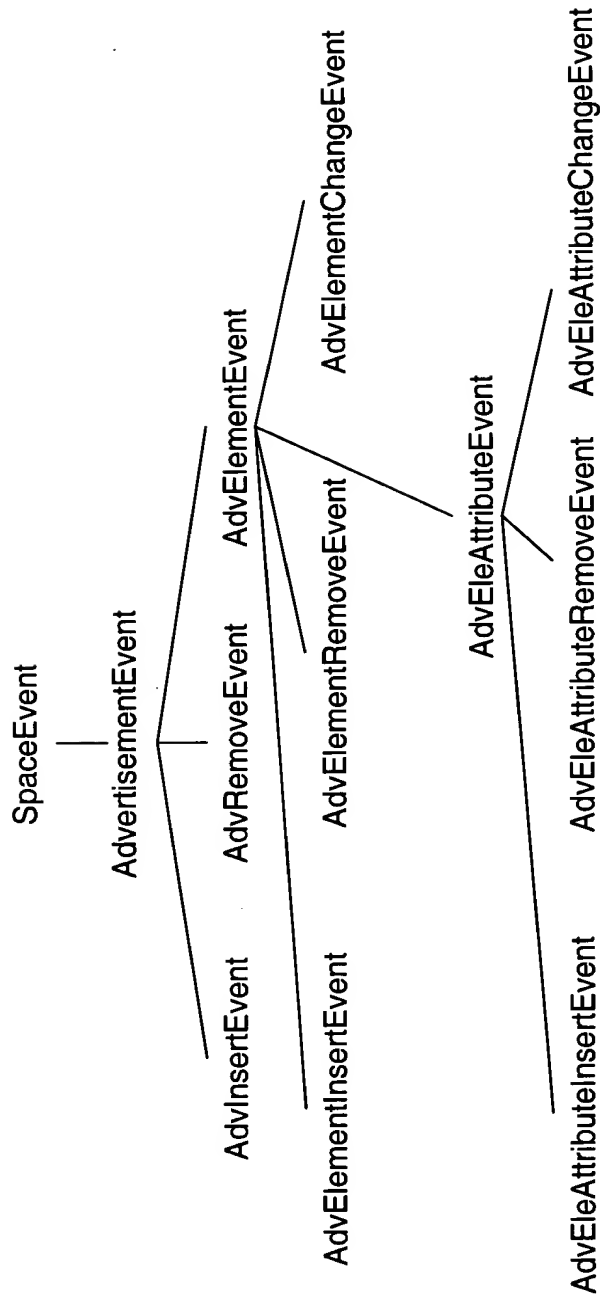 SpaceEvent
AdvertisementEvent
AdvInsertEvent
AdvRemoveEvent
AdvElementEvent
AdvElementInsertEvent
AdvElementRemoveEvent
AdvElementChangeEvent
AdvEleAttributeEvent
AdvEleAttributeInsertEvent
AdvEleAttributeRemoveEvent
AdvEleAttributeChangeEvent